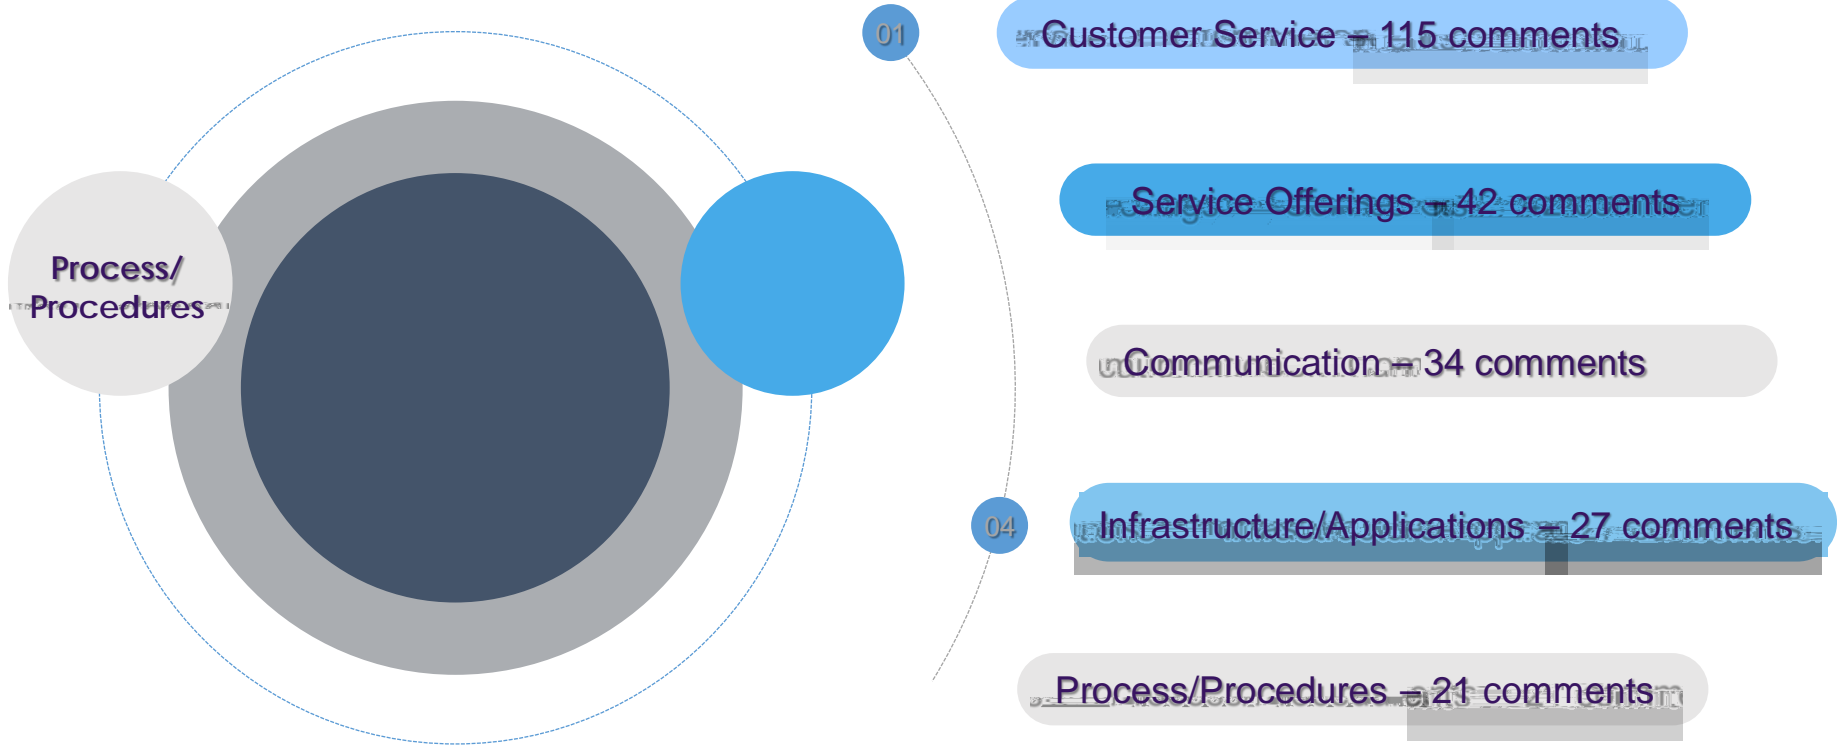 01
Customer Service – 115 comments
Service Offerings – 42 comments
Process/
Procedures
Communication – 34 comments
04
Infrastructure/Applications – 27 comments
Process/Procedures – 21 comments